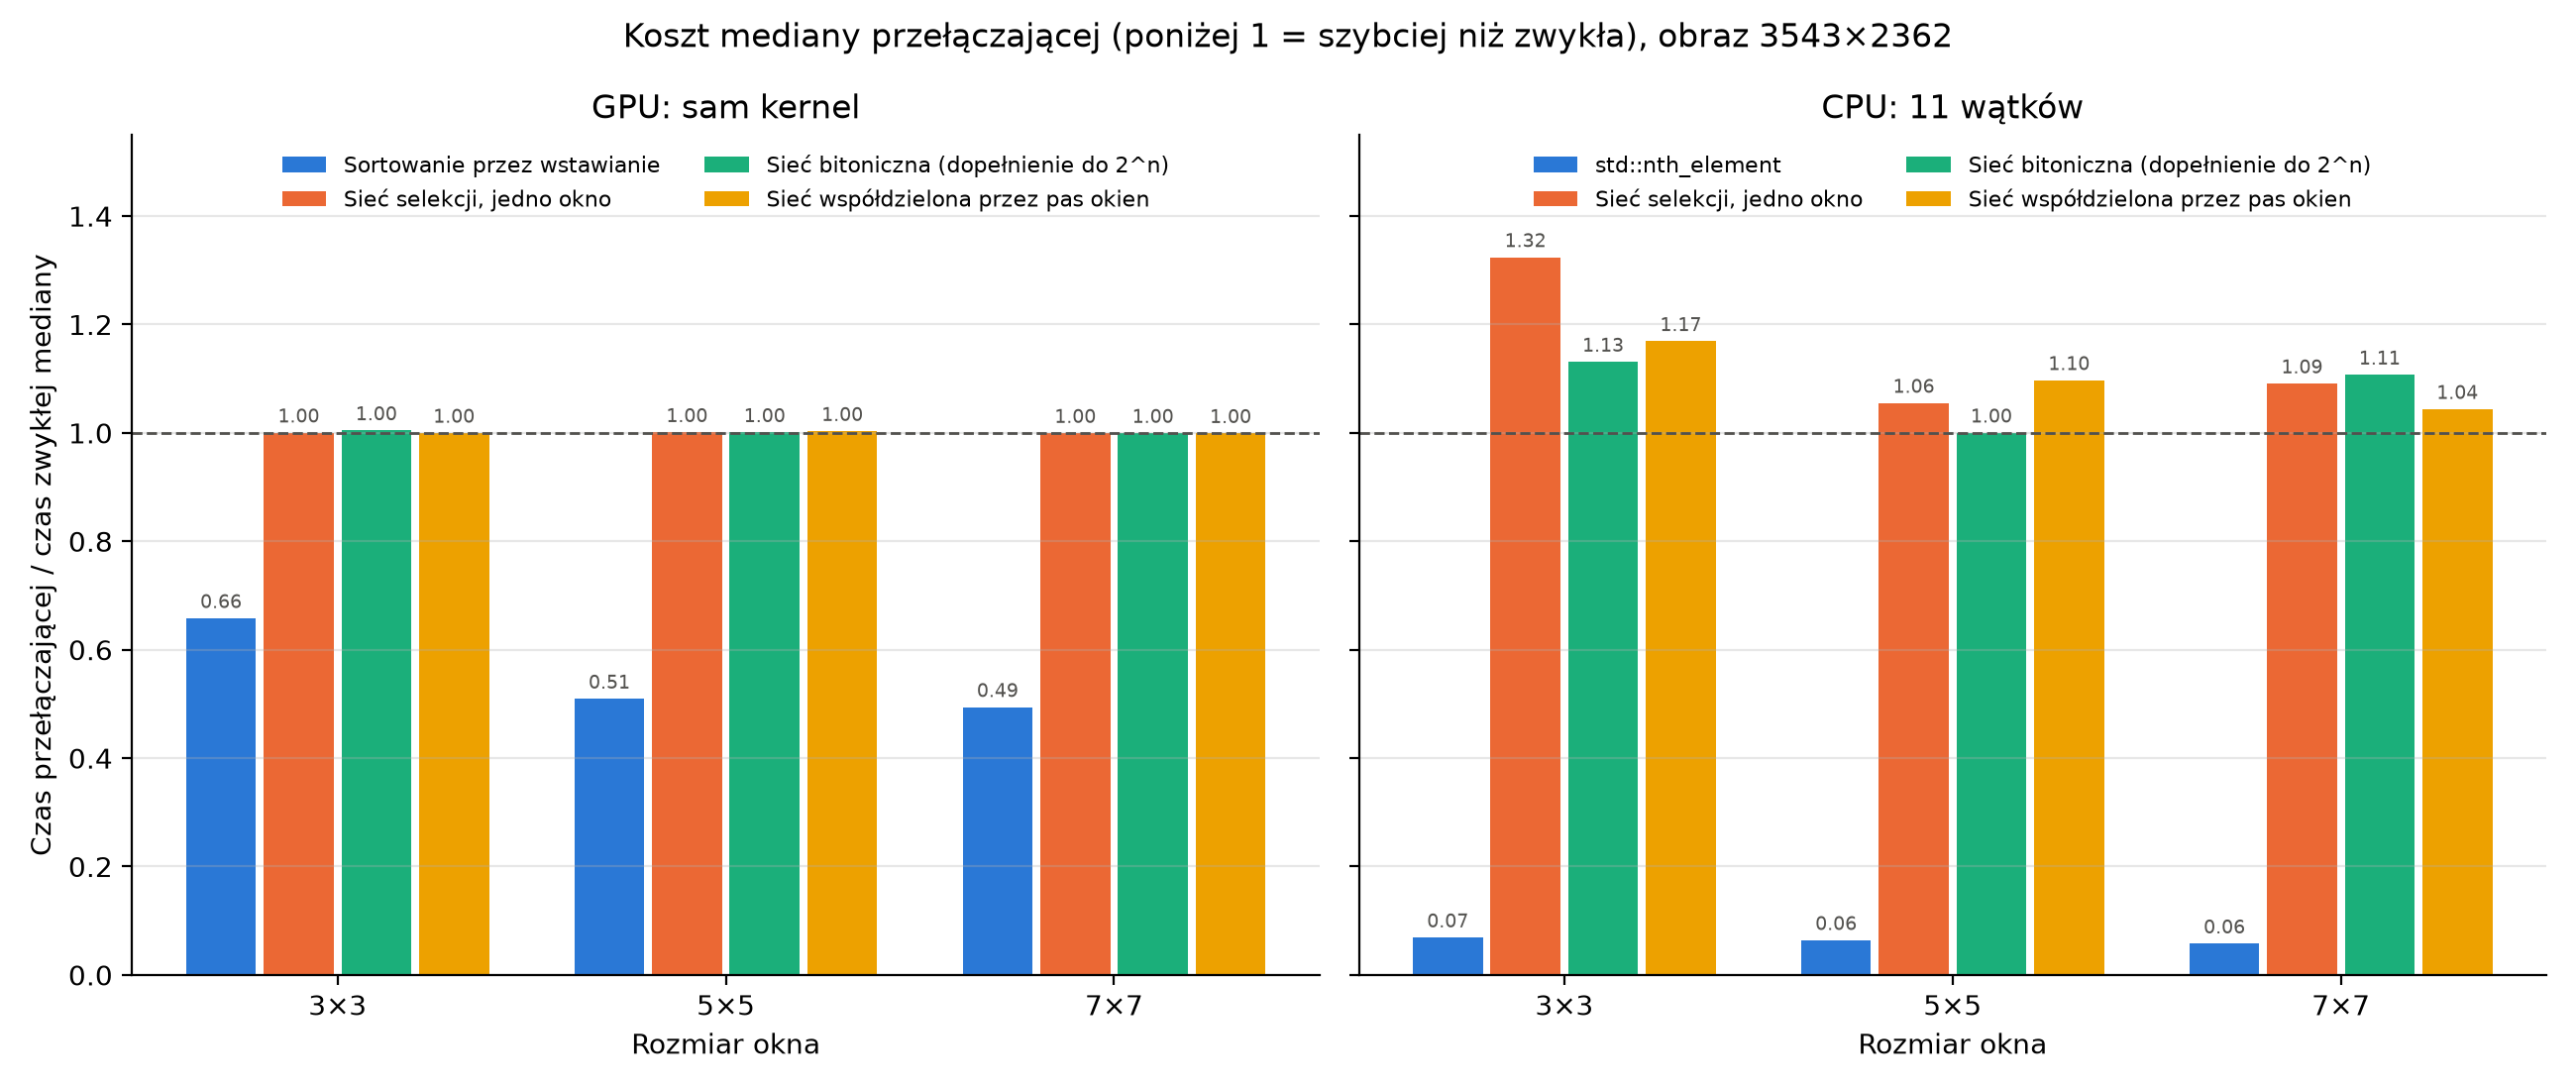 Koszt mediany przełączającej (poniżej 1 = szybciej niż zwykła), obraz 3543×2362
GPU: sam kernel
Sortowanie przez wstawianie
Sieć selekcji, jedno okno
Sieć bitoniczna (dopełnienie do 2^n)
Sieć współdzielona przez pas okien
Czas przełączającej / czas zwykłej mediany
1.4
1.2
1.0
0.8
0.6
0.4
0.2
0.0
0.66
1.00
1.00
1.00
0.51
1.00
1.00
1.00
0.49
1.00
1.00
1.00
3×3
5×5
7×7
Rozmiar okna
CPU: 11 wątków
std::nth_element
Sieć selekcji, jedno okno
Sieć bitoniczna (dopełnienie do 2^n)
Sieć współdzielona przez pas okien
0.07
1.32
1.13
1.17
0.06
1.06
1.00
1.10
0.06
1.09
1.11
1.04
3×3
5×5
7×7
Rozmiar okna